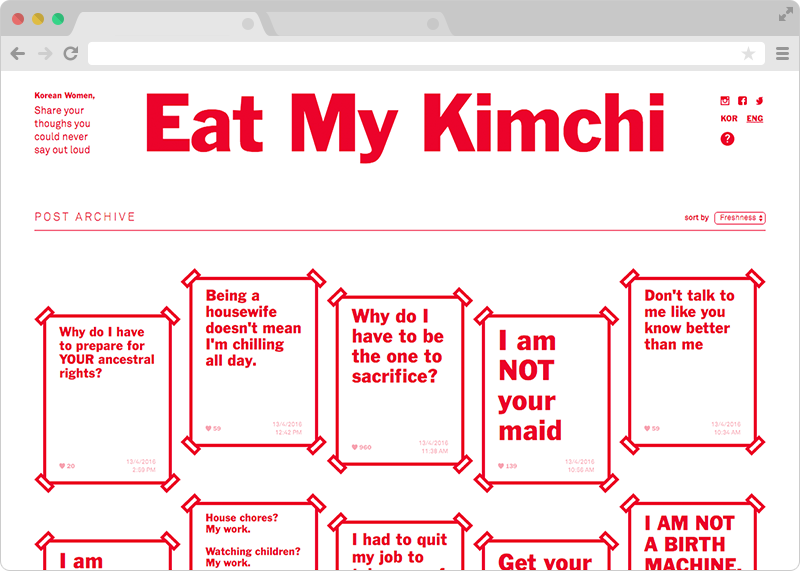 Korean Women,
Share your
thoughs you
could never
say out loud
Eat My Kimchi
KOR ENG
?
POST ARCHIVE
sort by Freshness
Why do I have
to prepare for
YOUR ancestral
rights?
20
13/4/2016
2:59 PM
Being a
housewife
doesn't mean
I'm chilling
all day.
59
13/4/2016
12:42 PM
Why do I
have to be
the one to
sacrifice?
960
13/4/2016
11:38 AM
I am
NOT
your
maid
139
13/4/2016
10:56 AM
Don't talk to
me like you
know better
than me
59
13/4/2016
10:34 AM
I am
House chores?
My work.
Watching children?
My work.
I had to quit
my job to
Get your
I AM NOT
A BIRTH
MACHINE.